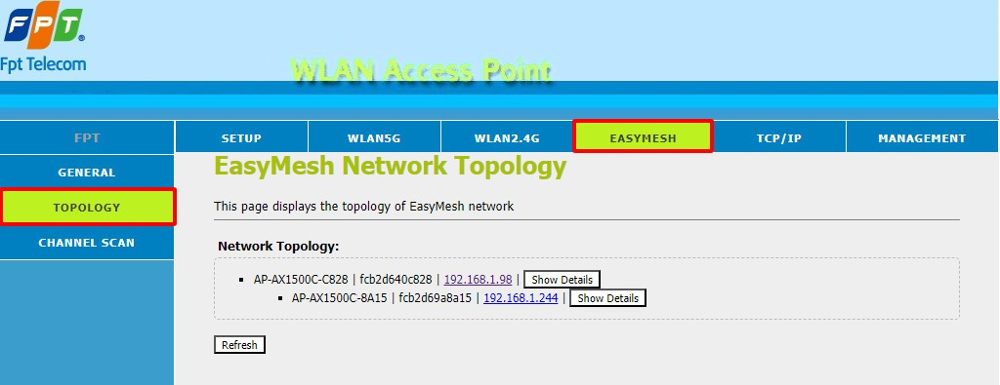 FPT®
Fpt Telecom
WLAN Access Point
FPT
SETUP WLAN5G WLAN2.4G EASYMESH TCP/IP MANAGEMENT
GENERAL
TOPOLOGY
CHANNEL SCAN
EasyMesh Network Topology
This page displays the topology of EasyMesh network
Network Topology:
AP-AX1500C-C828 | fcb2d640c828 | 192.168.1.98 | Show Details
AP-AX1500C-8A15 | fcb2d69a8a15 | 192.168.1.244 | Show Details
Refresh